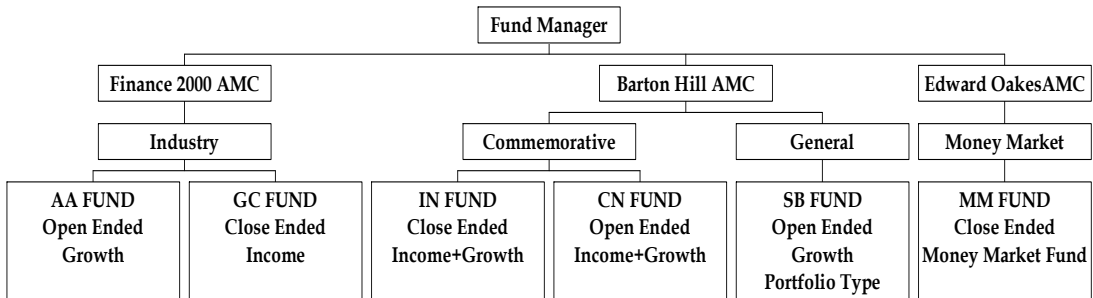 Fund Manager
Finance 2000 AMC
Barton Hill AMC
Edward OakesAMC
Industry
Commemorative
General
Money Market
AA FUND
Open Ended
Growth
GC FUND
Close Ended
Income
IN FUND
Close Ended
Income+Growth
CN FUND
Open Ended
Income+Growth
SB FUND
Open Ended
Growth
Portfolio Type
MM FUND
Close Ended
Money Market Fund